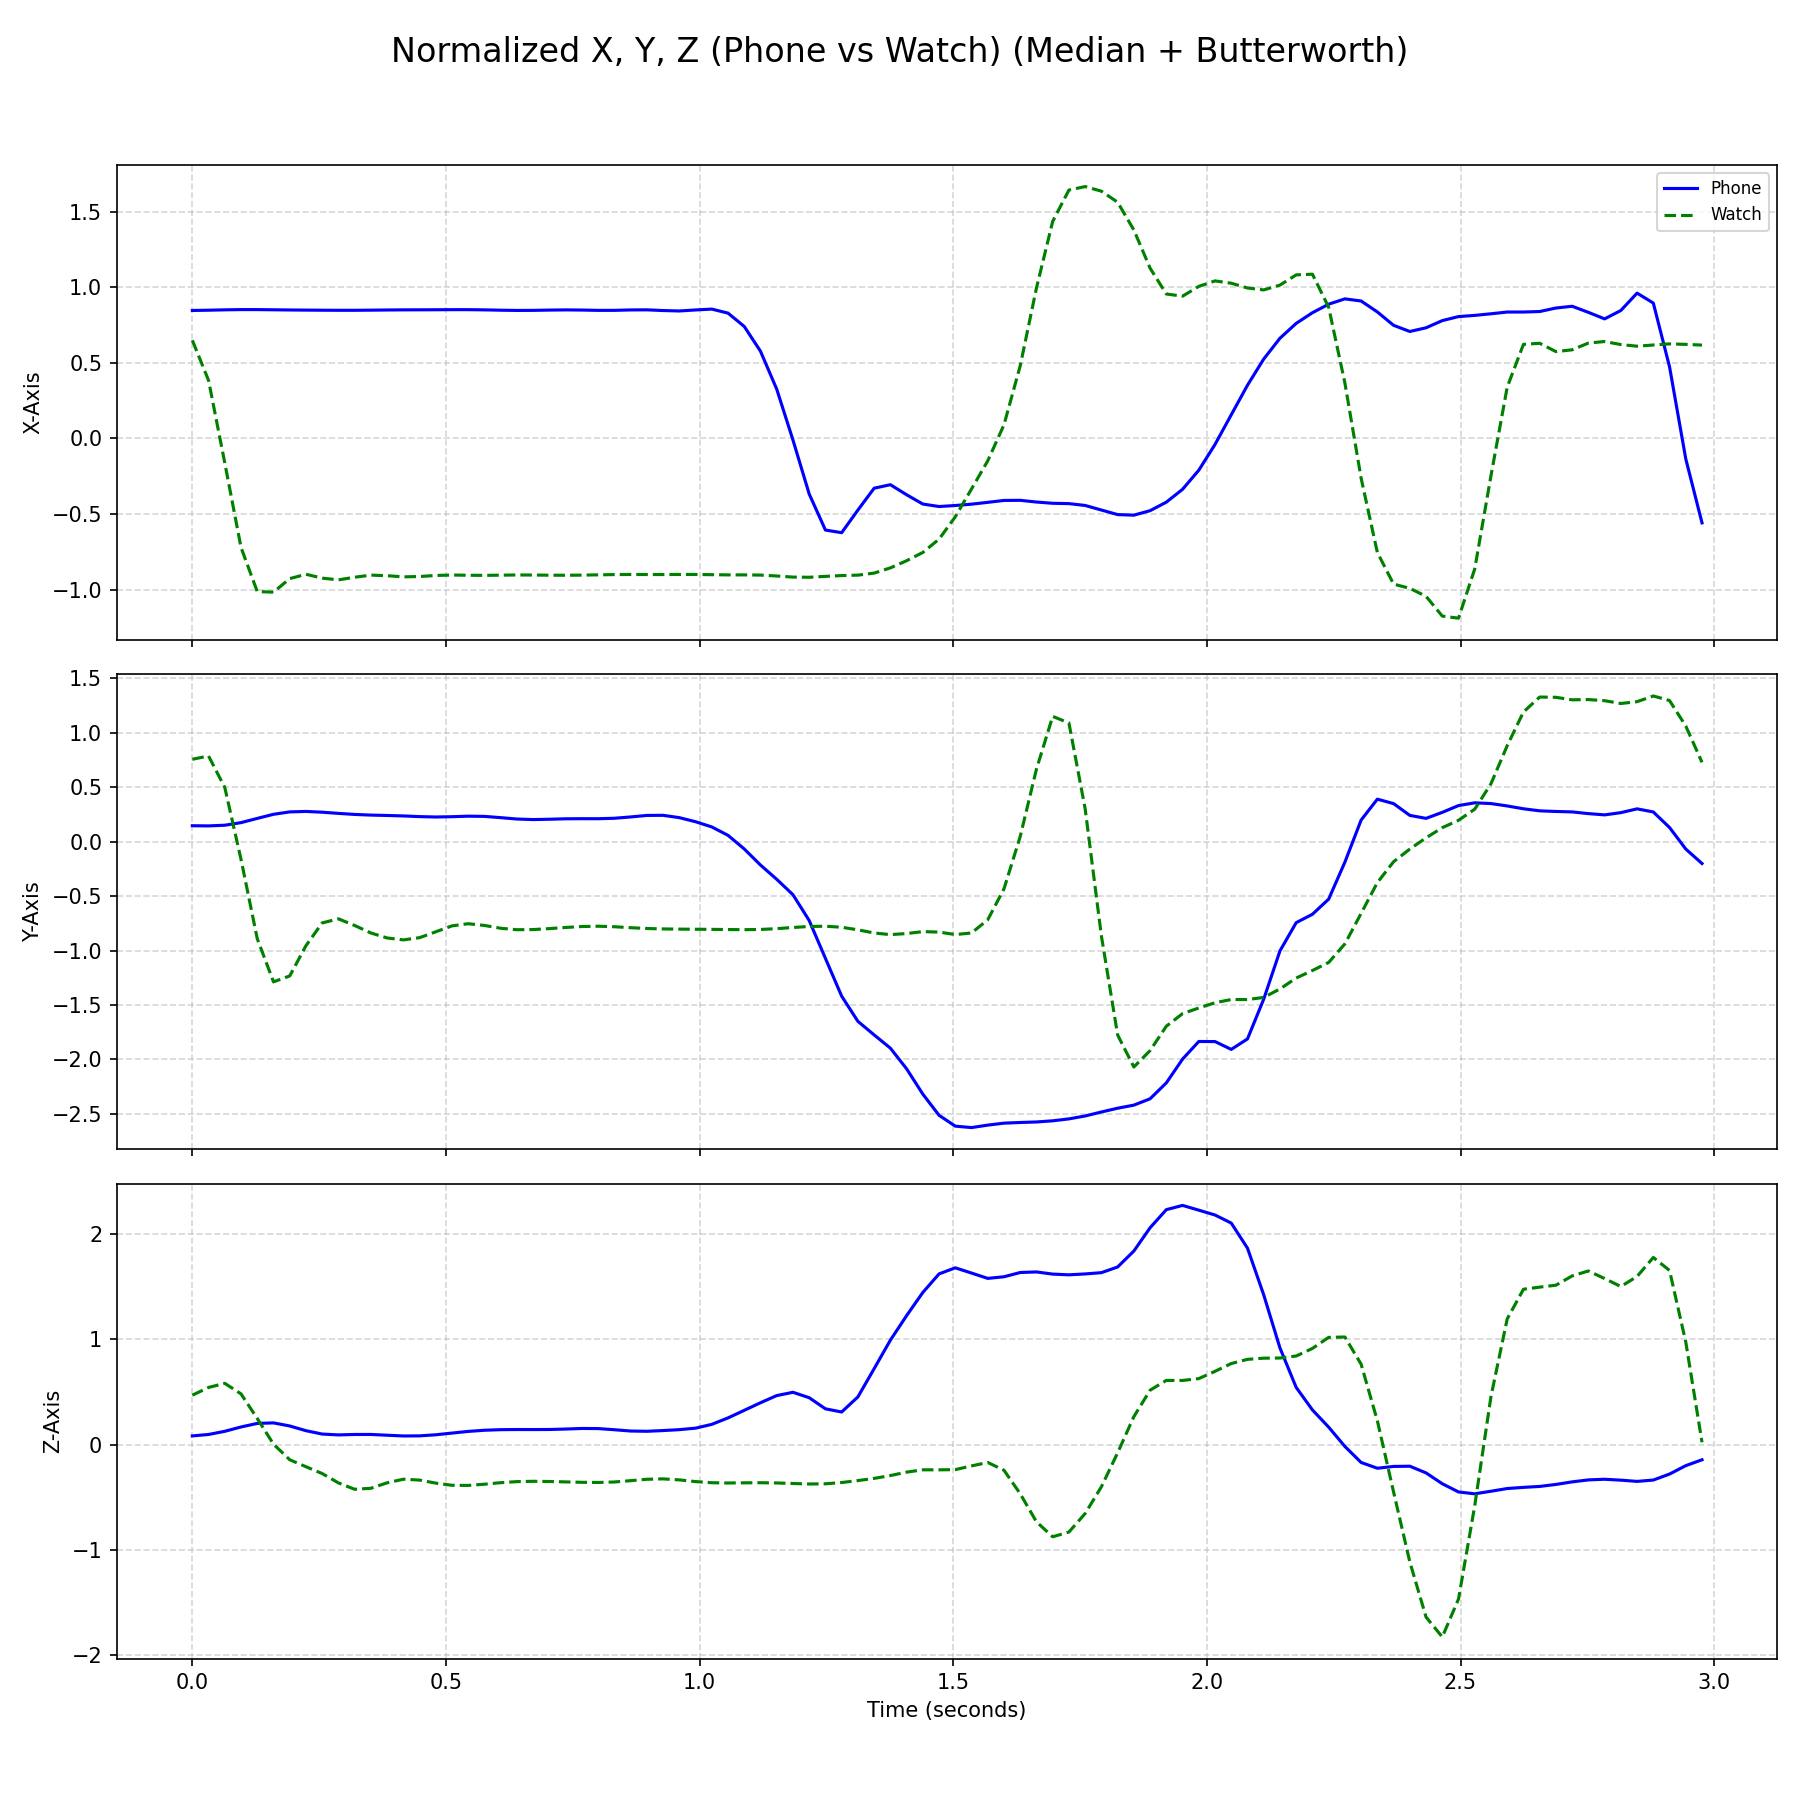 Normalized X, Y, Z (Phone vs Watch) (Median + Butterworth)
Phone
Watch
X-Axis
1.5
1.0
0.5
0.0
−0.5
−1.0
Y-Axis
1.5
1.0
0.5
0.0
−0.5
−1.0
−1.5
−2.0
−2.5
Z-Axis
2
1
0
−1
−2
0.0 0.5 1.0 1.5 2.0 2.5 3.0
Time (seconds)